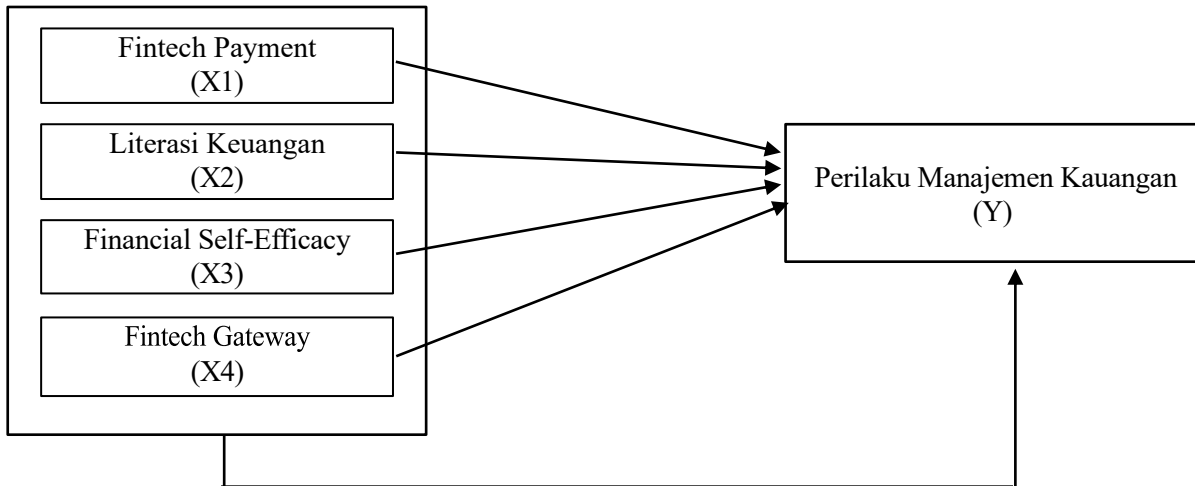 Fintech Payment
(X1)
Literasi Keuangan
(X2)
Financial Self-Efficacy
(X3)
Fintech Gateway
(X4)
Perilaku Manajemen Kauangan
(Y)